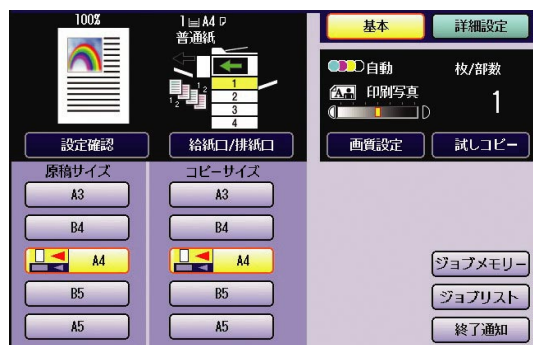 100%
1 A4
普通紙
1
2
3
4
1 2
1 2
設定確認
給紙口/排紙口
基本
詳細設定
自動
枚/部数
印刷写真
1
画質設定
試しコピー
原稿サイズ
コピーサイズ
A3
A3
B4
B4
A4
A4
B5
B5
A5
A5
ジョブメモリー
ジョブリスト
終了通知